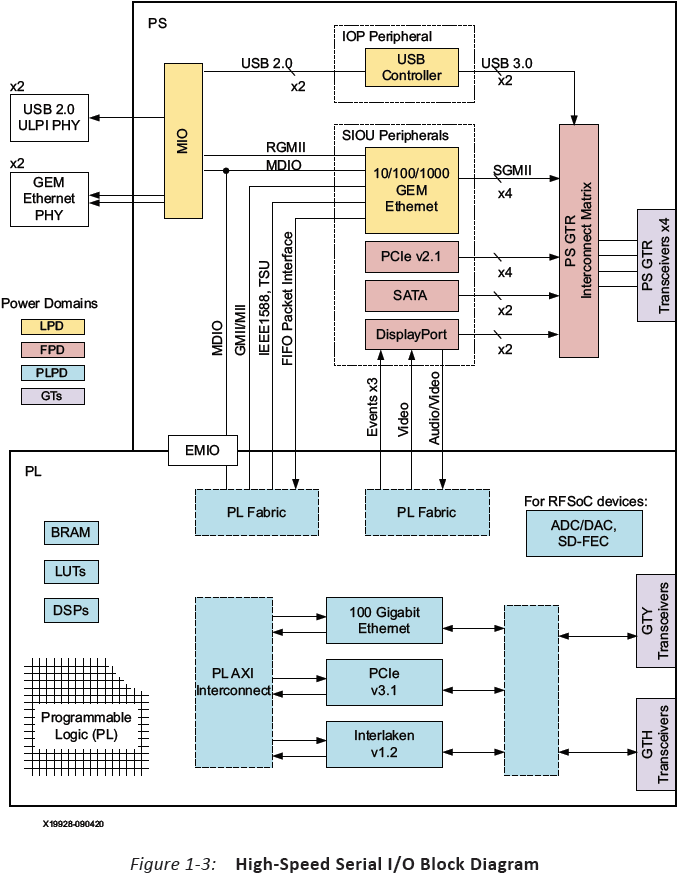 PS
IOP Peripheral
USB 2.0
x2
USB
Controller
USB 3.0
x2
x2
USB 2.0
ULPI PHY
MIO
x2
GEM
Ethernet
PHY
SIOU Peripherals
RGMII
MDIO
10/100/1000
GEM
Ethernet
SGMII
x4
PS GTR
Interconnect Matrix
PS GTR
Transceivers x4
PCIe v2.1
x4
SATA
x2
DisplayPort
x2
Power Domains
LPD
FPD
PLPD
GTs
MDIO
GMII/MII
IEEE1588, TSU
FIFO Packet Interface
Events x3
Video
Audio/Video
EMIO
PL
PL Fabric
PL Fabric
For RFSoC devices:
ADC/DAC,
SD-FEC
BRAM
LUTs
DSPs
Programmable
Logic (PL)
PL AXI
Interconnect
100 Gigabit
Ethernet
PCIe
v3.1
Interlaken
v1.2
GTY
Transceivers
GTH
Transceivers
X19928-090420
Figure 1-3: High-Speed Serial I/O Block Diagram